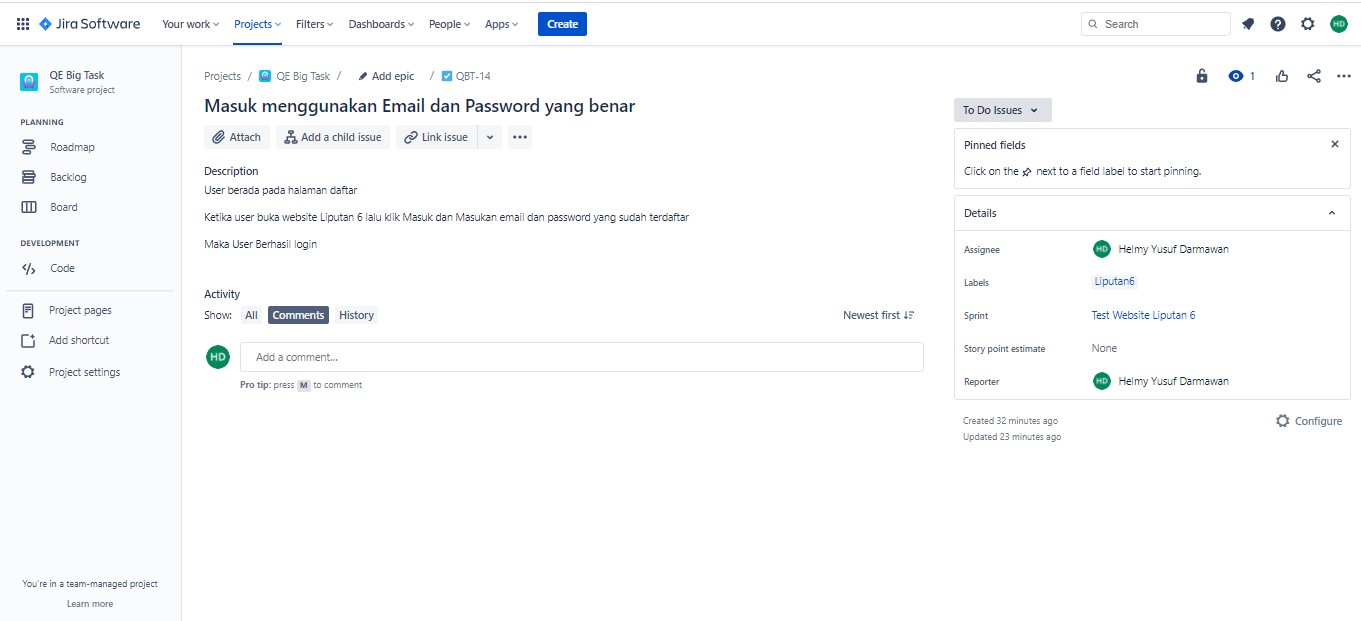 Jira Software Your work Projects Filters Dashboards People Apps Create Search HD
QE Big Task
Software project
PLANNING
Roadmap
Backlog
Board
DEVELOPMENT
Code
Project pages
Add shortcut
Project settings
You're in a team-managed project
Learn more
Projects / QE Big Task / Add epic / QBT-14
1
Masuk menggunakan Email dan Password yang benar
Attach Add a child issue Link issue
Description
User berada pada halaman daftar
Ketika user buka website Liputan 6 lalu klik Masuk dan Masukan email dan password yang sudah terdaftar
Maka User Berhasil login
Activity
Show: All Comments History Newest first
HD Add a comment...
Pro tip: press M to comment
To Do Issues
Pinned fields
Click on the next to a field label to start pinning.
Details
Assignee HD Helmy Yusuf Darmawan
Labels Liputan6
Sprint Test Website Liputan 6
Story point estimate None
Reporter HD Helmy Yusuf Darmawan
Created 32 minutes ago Configure
Updated 23 minutes ago